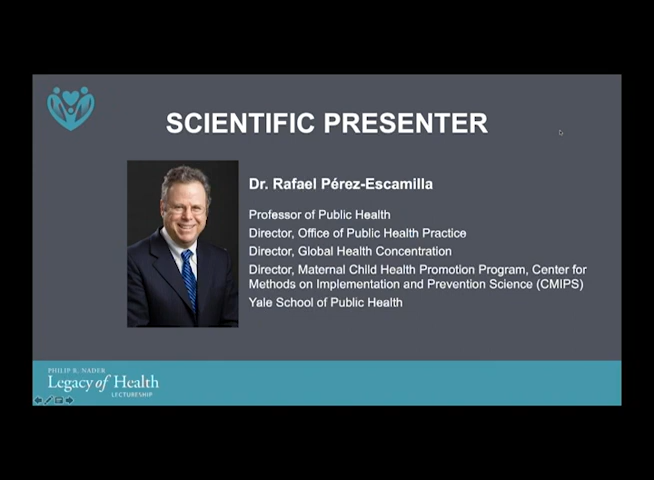 SCIENTIFIC PRESENTER
Dr. Rafael Pérez-Escamilla
Professor of Public Health
Director, Office of Public Health Practice
Director, Global Health Concentration
Director, Maternal Child Health Promotion Program, Center for
Methods on Implementation and Prevention Science (CMIPS)
Yale School of Public Health
PHILIP R. NADER
Legacy of Health
LECTURESHIP